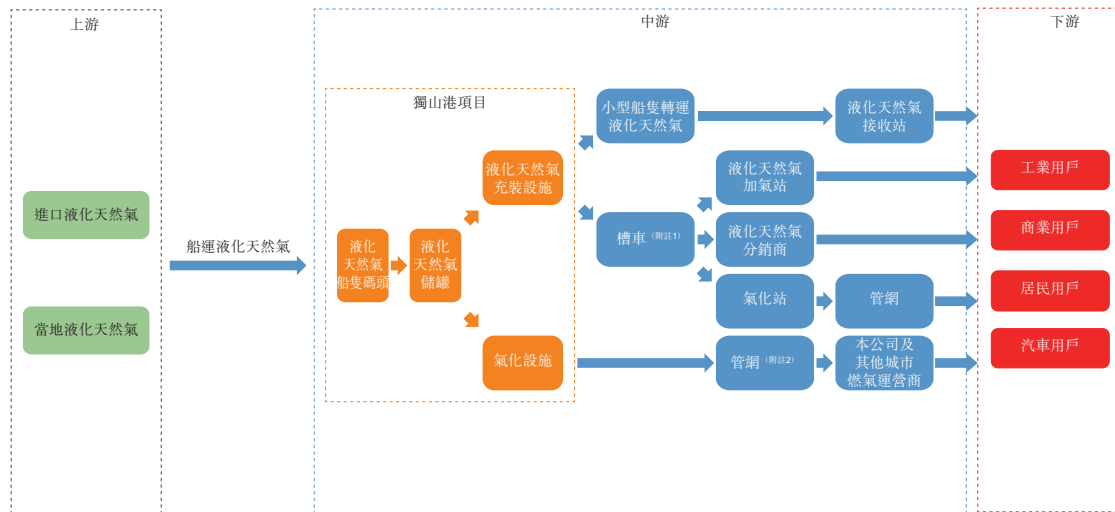 上游
中游
下游
進口液化天然氣
當地液化天然氣
船運液化天然氣
獨山港項目
液化
天然氣
船隻碼頭
液化
天然氣
儲罐
液化天然氣
充裝設施
氣化設施
小型船隻轉運
液化天然氣
液化天然氣
接收站
槽車（附註1）
液化天然氣
加氣站
液化天然氣
分銷商
氣化站
管網
管網（附註2）
本公司及
其他城市
燃氣運營商
工業用戶
商業用戶
居民用戶
汽車用戶